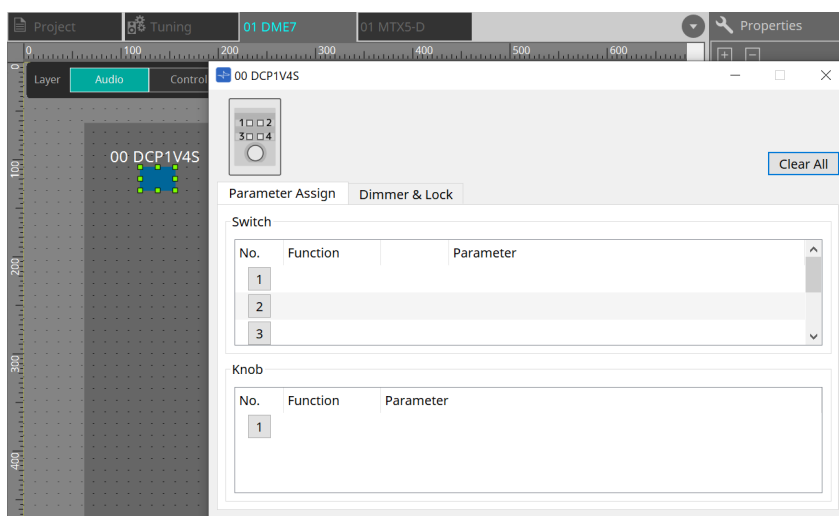 Project Tuning 01 DME7 01 MTX5-D Properties
0 100 200 300 400 500 600
Layer Audio Control
00 DCP1V4S
1 2
3 4
Clear All
00 DCP1V4S
Parameter Assign Dimmer & Lock
Switch
No. Function Parameter
1
2
3
Knob
No. Function Parameter
1
0
100
200
300
400